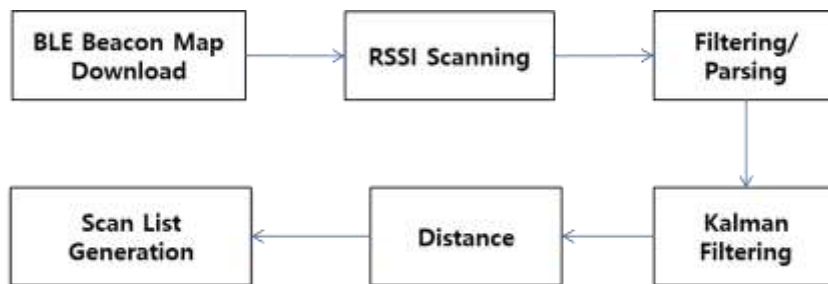 BLE Beacon Map
Download
RSSI Scanning
Filtering/
Parsing
Kalman
Filtering
Distance
Scan List
Generation